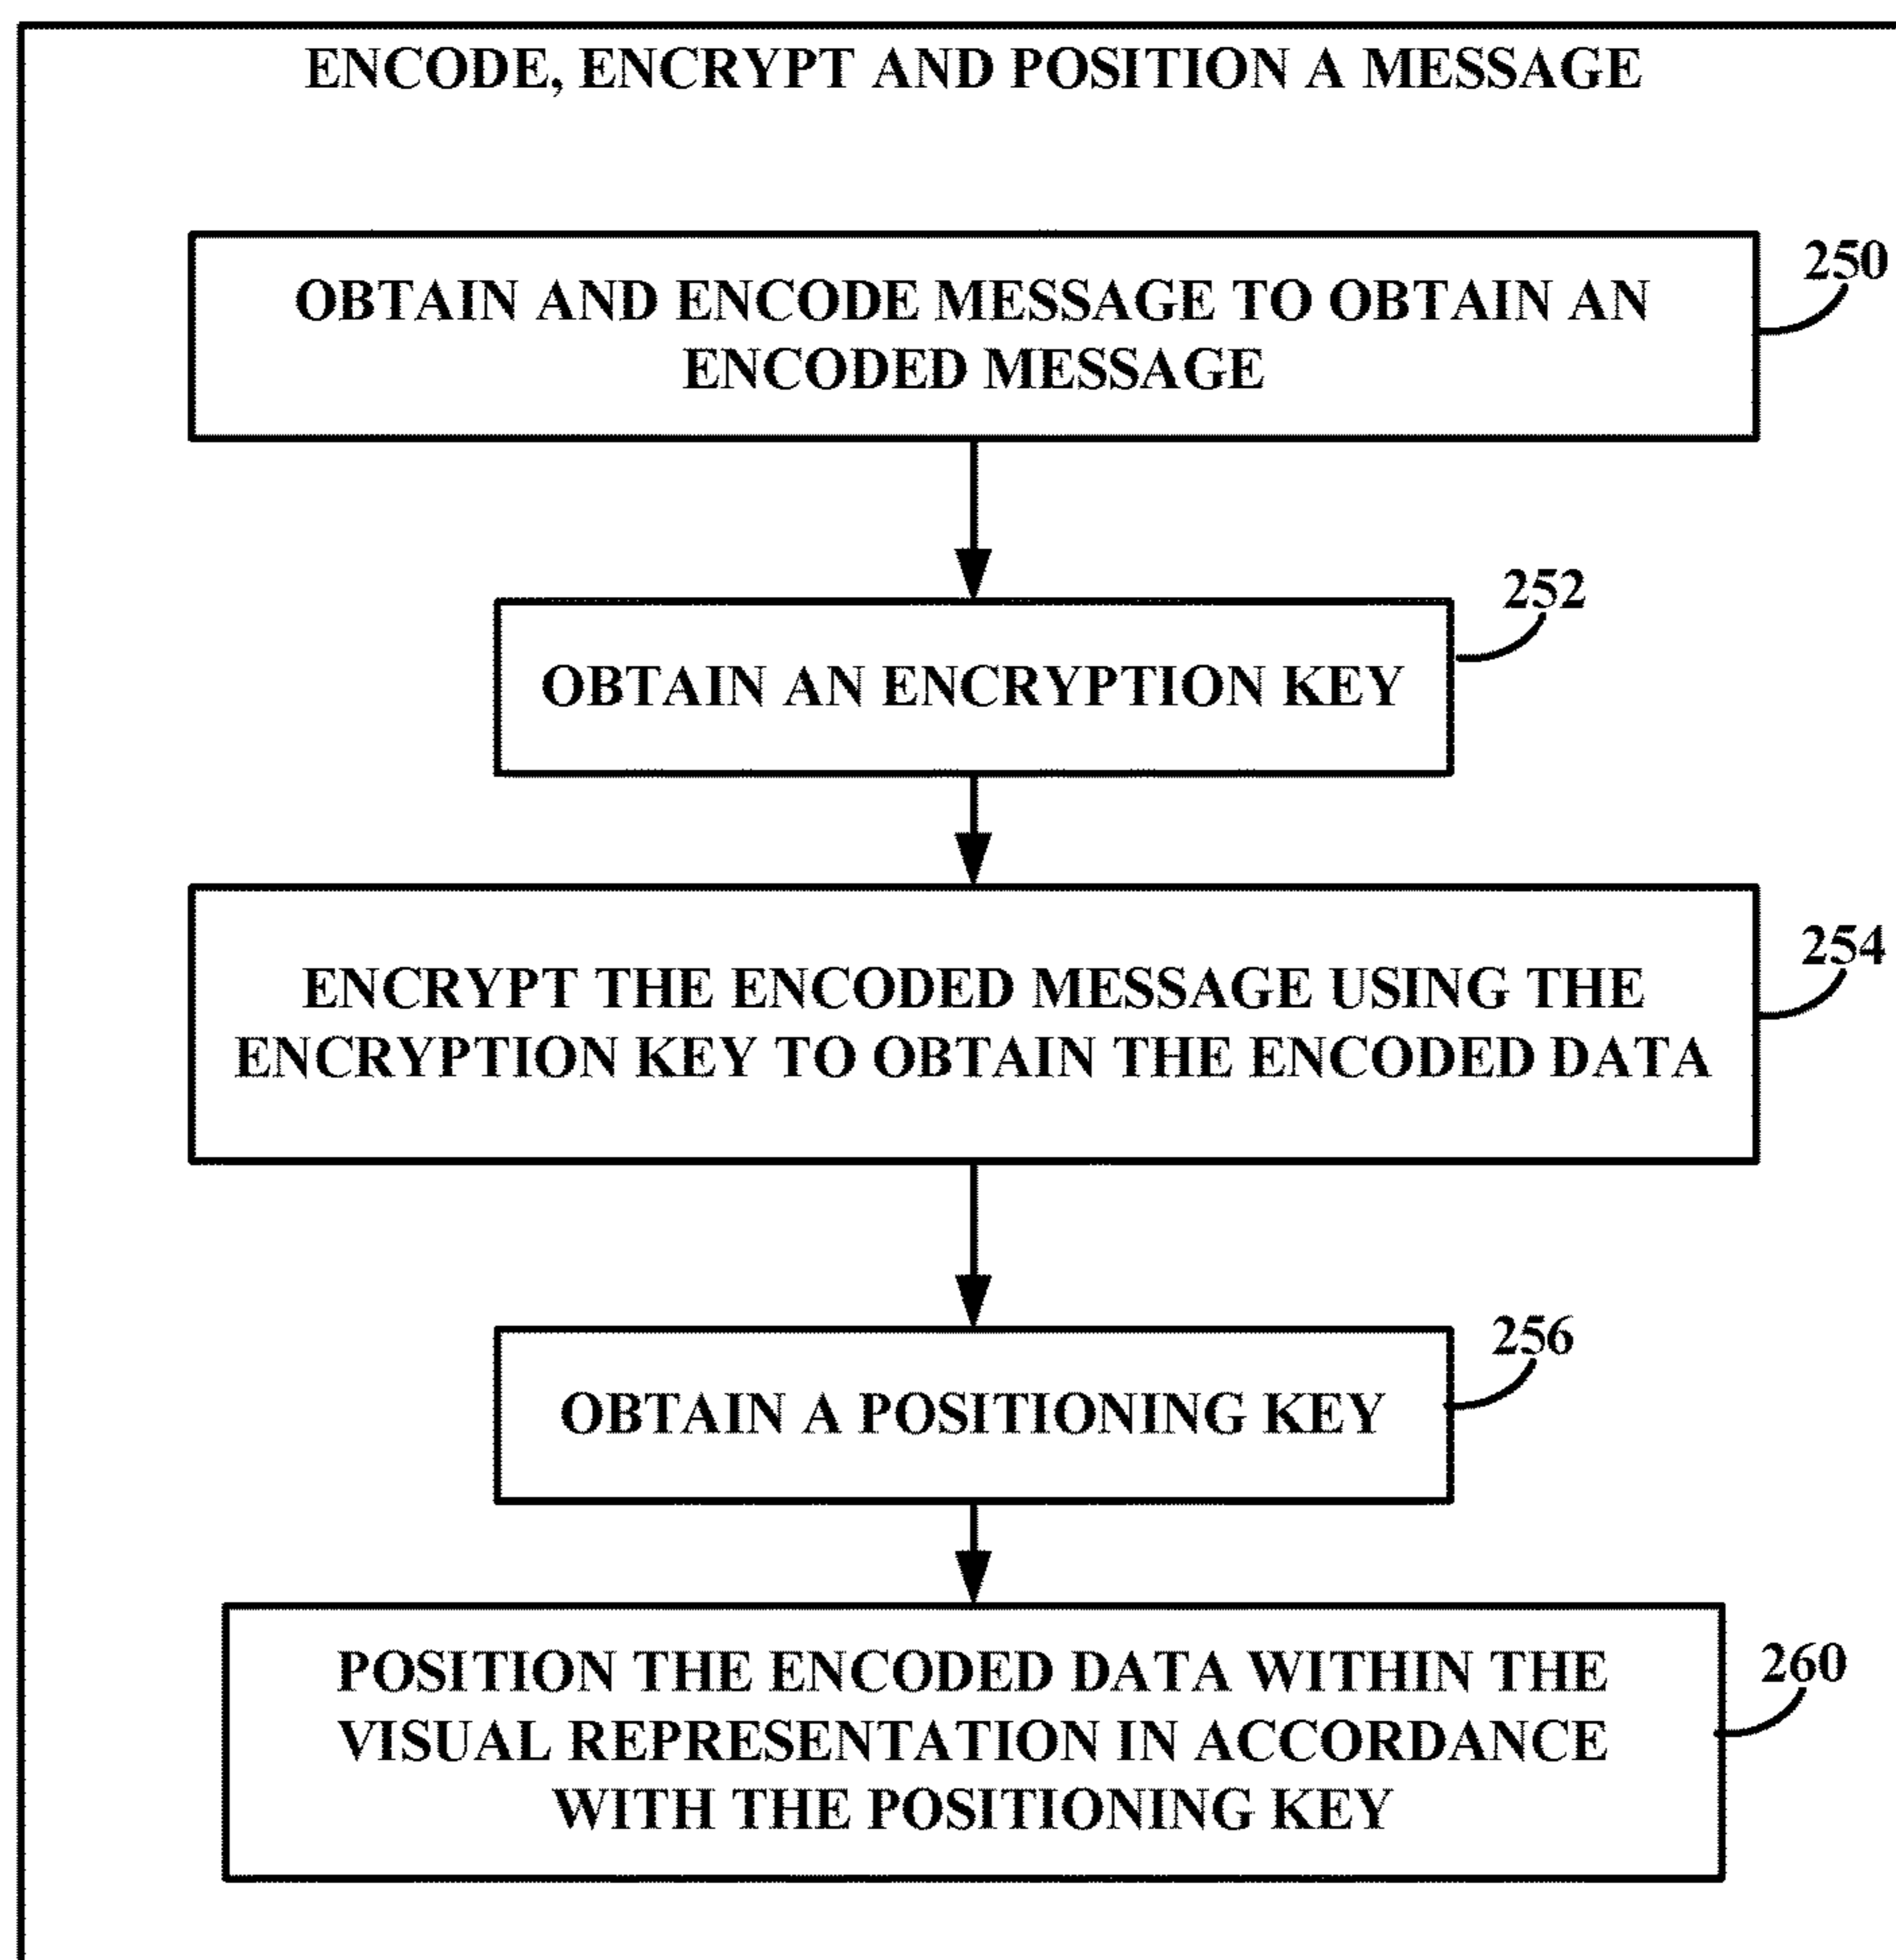 ENCODE, ENCRYPT AND POSITION A MESSAGE
250
OBTAIN AND ENCODE MESSAGE TO OBTAIN AN
ENCODED MESSAGE
252
OBTAIN AN ENCRYPTION KEY
254
ENCRYPT THE ENCODED MESSAGE USING THE
ENCRYPTION KEY TO OBTAIN THE ENCODED DATA
256
OBTAIN A POSITIONING KEY
260
POSITION THE ENCODED DATA WITHIN THE
VISUAL REPRESENTATION IN ACCORDANCE
WITH THE POSITIONING KEY